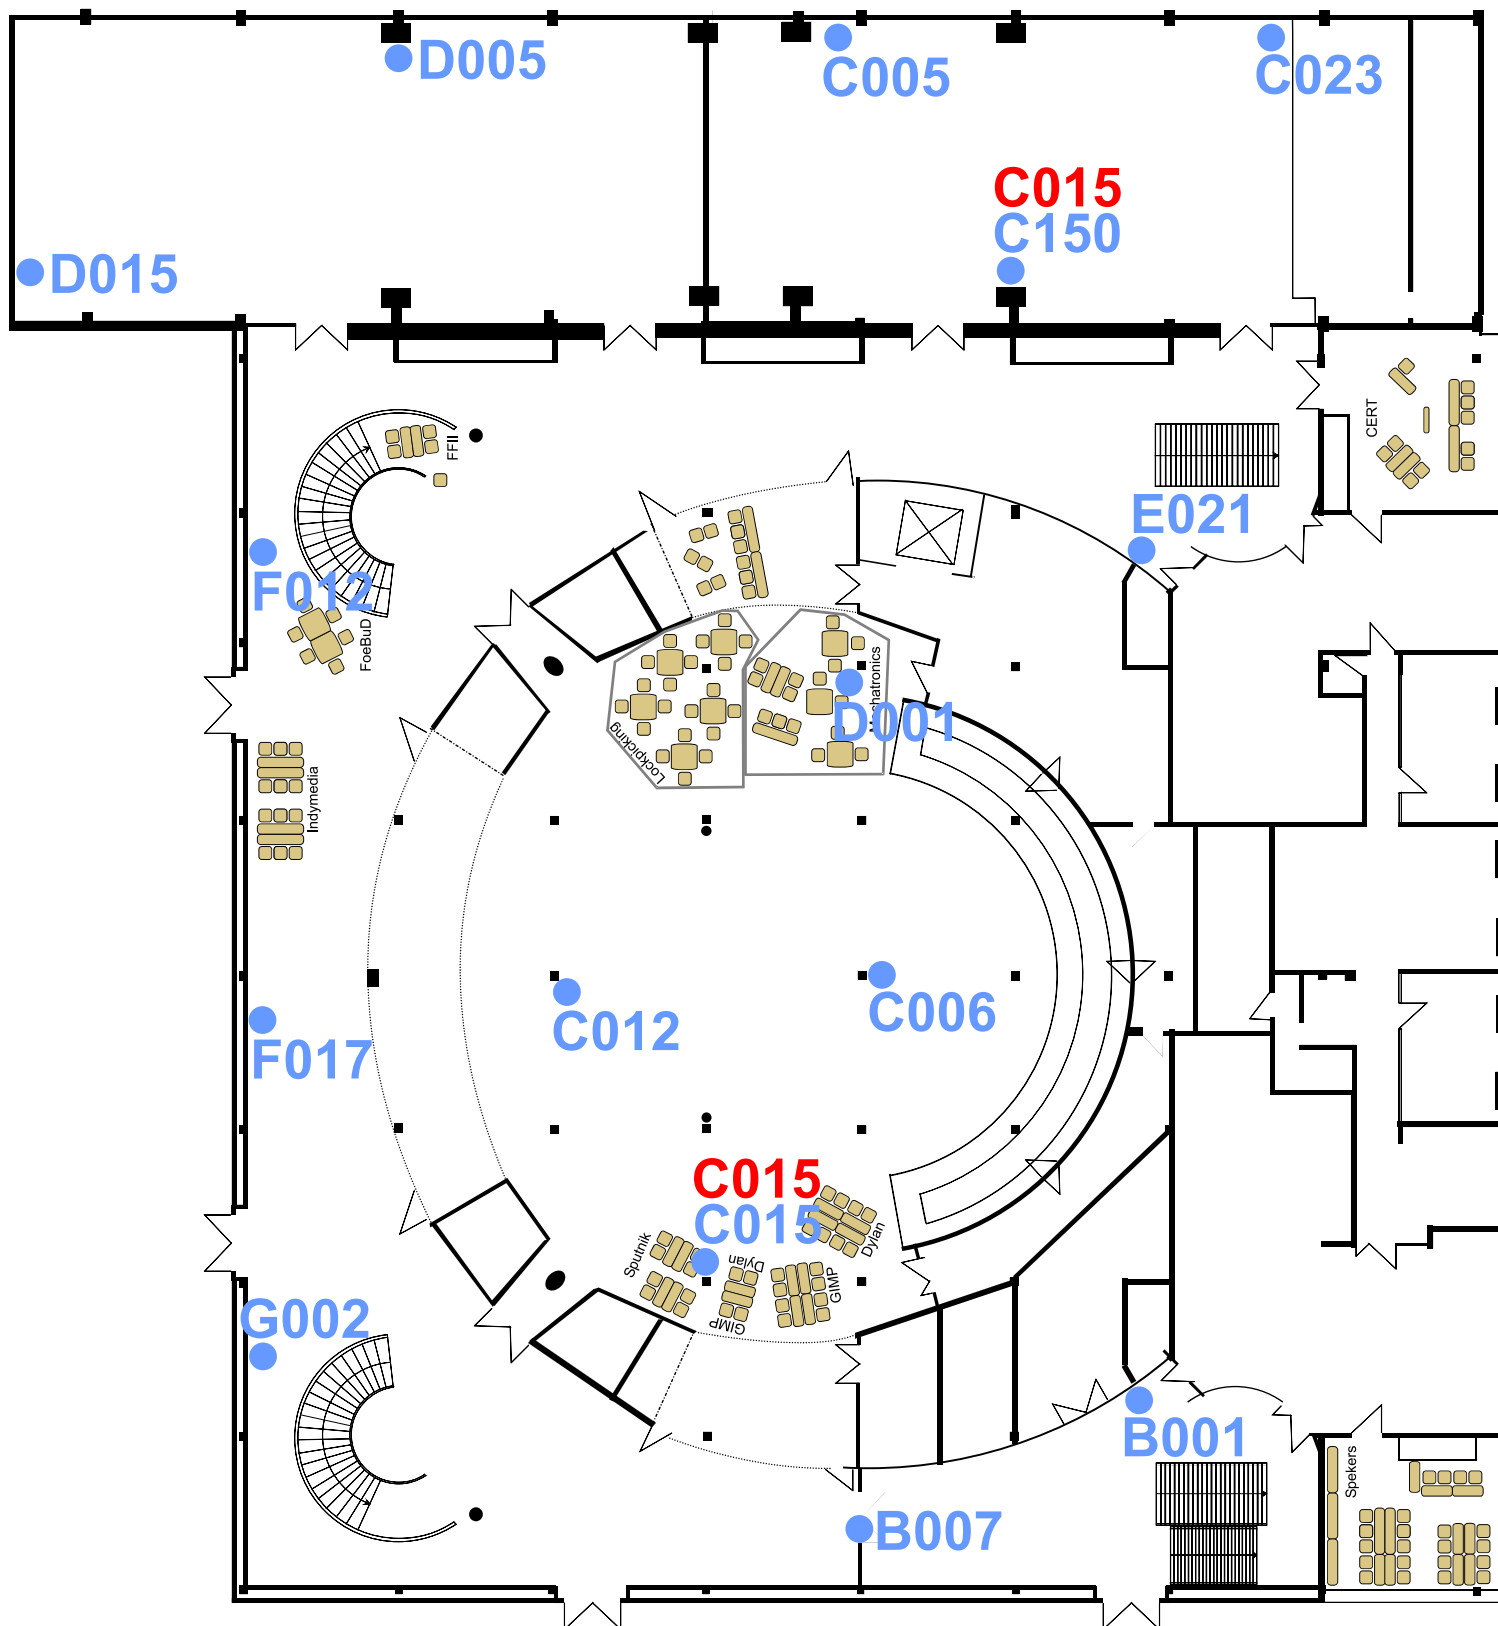 D005
C005
C023
C015
C150
D015
CERT
FFII
E021
F012
FoeBuD
D001
Lockpicking
Indymedia
C006
C012
F017
C015
C015
Dylan
Sputnik
Dylan
GIMP
GIMP
G002
B001
Spekers
B007